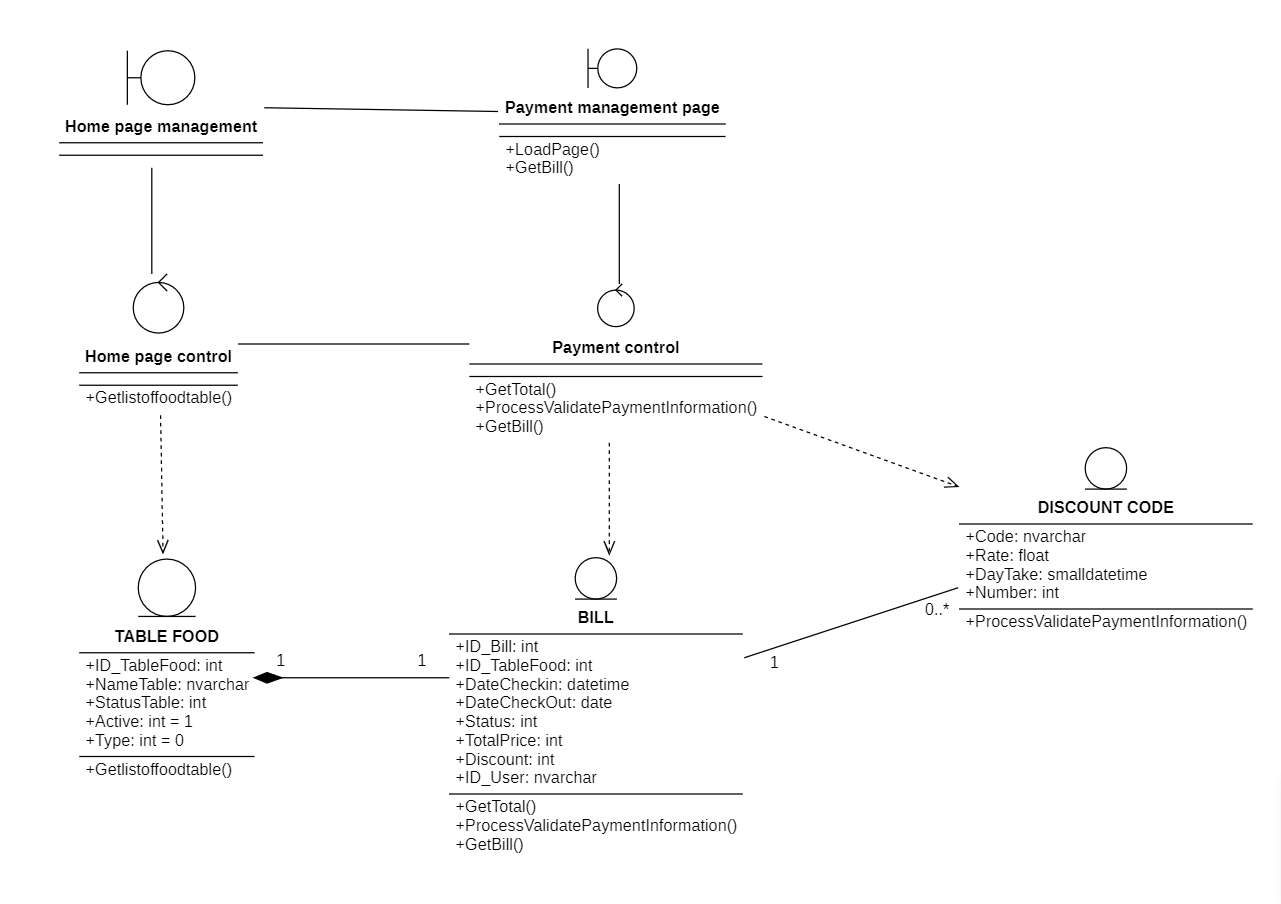 Home page management
Payment management page
+LoadPage()
+GetBill()
Home page control
+Getlistoffoodtable()
Payment control
+GetTotal()
+ProcessValidatePaymentInformation()
+GetBill()
DISCOUNT CODE
+Code: nvarchar
+Rate: float
+DayTake: smalldatetime
+Number: int
+ProcessValidatePaymentInformation()
TABLE FOOD
+ID_TableFood: int
+NameTable: nvarchar
+StatusTable: int
+Active: int = 1
+Type: int = 0
+Getlistoffoodtable()
1
1
BILL
+ID_Bill: int
+ID_TableFood: int
+DateCheckin: datetime
+DateCheckOut: date
+Status: int
+TotalPrice: int
+Discount: int
+ID_User: nvarchar
+GetTotal()
+ProcessValidatePaymentInformation()
+GetBill()
1
0..*